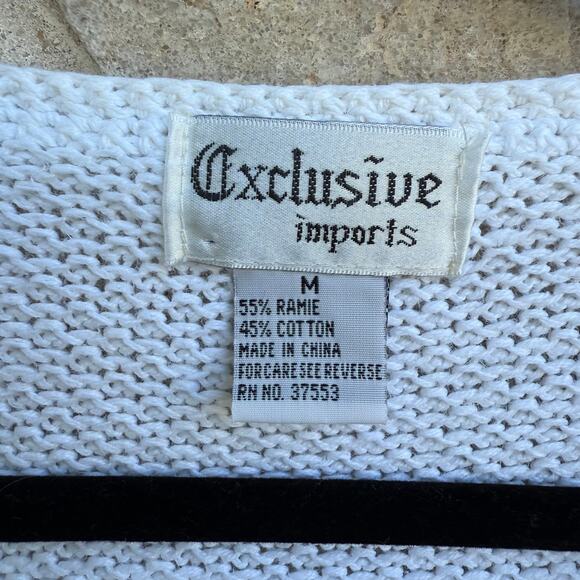 Exclusive
imports
M
55% RAMIE
45% COTTON
MADE IN CHINA
FOR CARE SEE REVERSE
RN NO. 37553